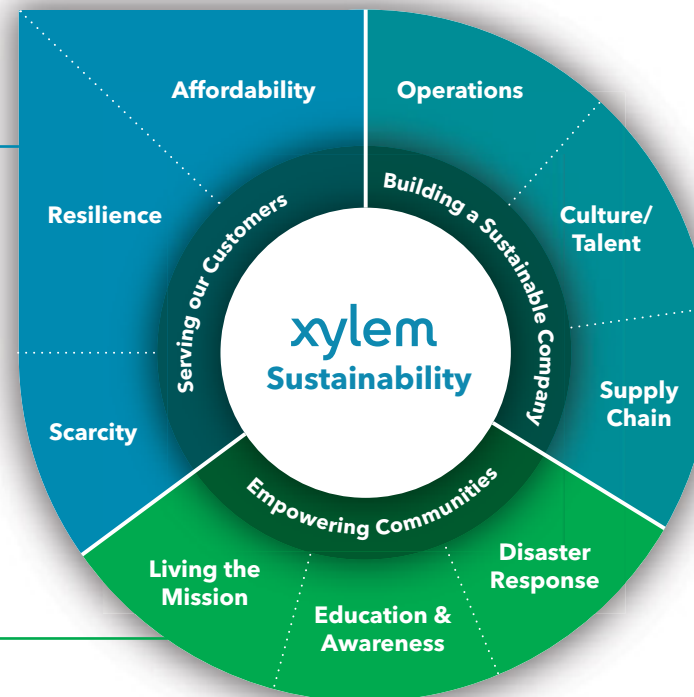 Affordability
Operations
Resilience
Culture/
Talent
Scarcity
Supply
Chain
Serving our Customers
Building a Sustainable Company
xylem
Sustainability
Empowering Communities
Living the
Mission
Education &
Awareness
Disaster
Response